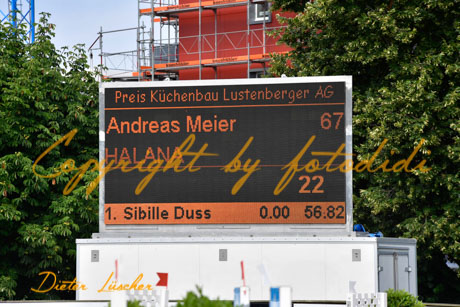 Preis Küchenbau Lustenberger AG
Andreas Meier 67
HALANA
Copyright by fotodidi
22
1. Sibille Duss 0.00 56.82
Dieter Lüscher